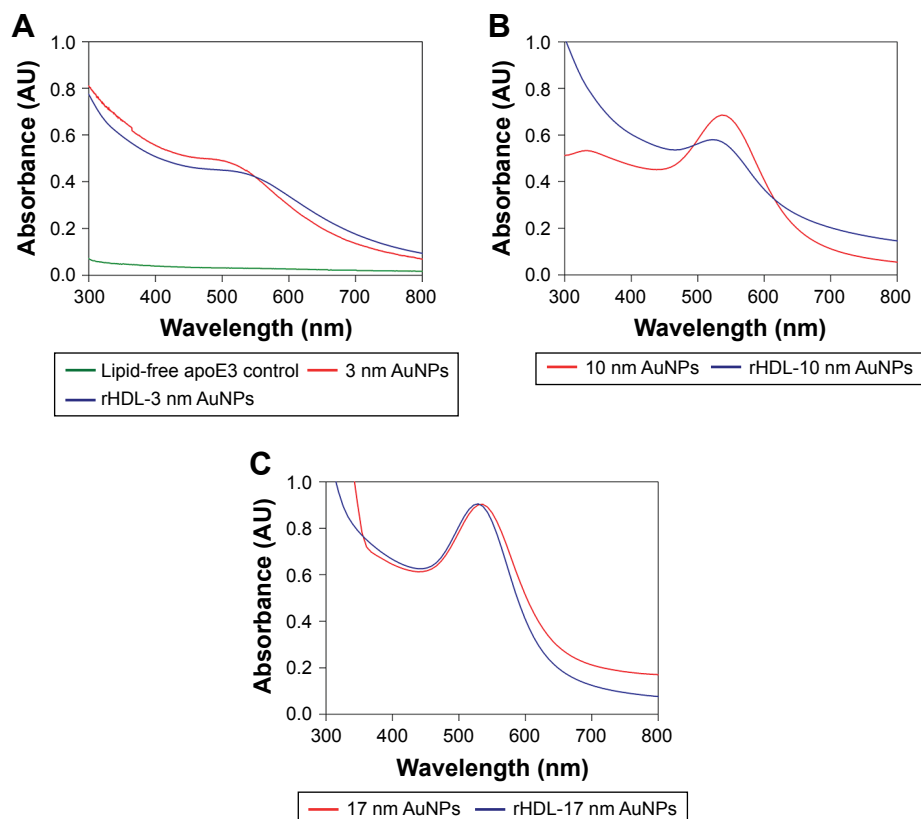 A
Absorbance (AU)
1.0
0.8
0.6
0.4
0.2
0.0
300 400 500 600 700 800
Wavelength (nm)
Lipid-free apoE3 control 3 nm AuNPs
rHDL-3 nm AuNPs
B
Absorbance (AU)
1.0
0.8
0.6
0.4
0.2
0.0
300 400 500 600 700 800
Wavelength (nm)
10 nm AuNPs rHDL-10 nm AuNPs
C
Absorbance (AU)
1.0
0.8
0.6
0.4
0.2
0.0
300 400 500 600 700 800
Wavelength (nm)
17 nm AuNPs rHDL-17 nm AuNPs